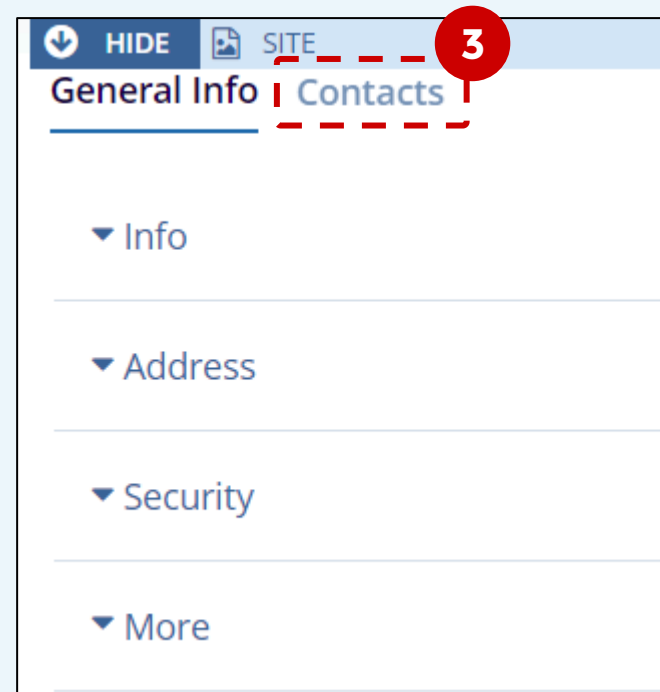 HIDE SITE 3
General Info Contacts
Info
Address
Security
More